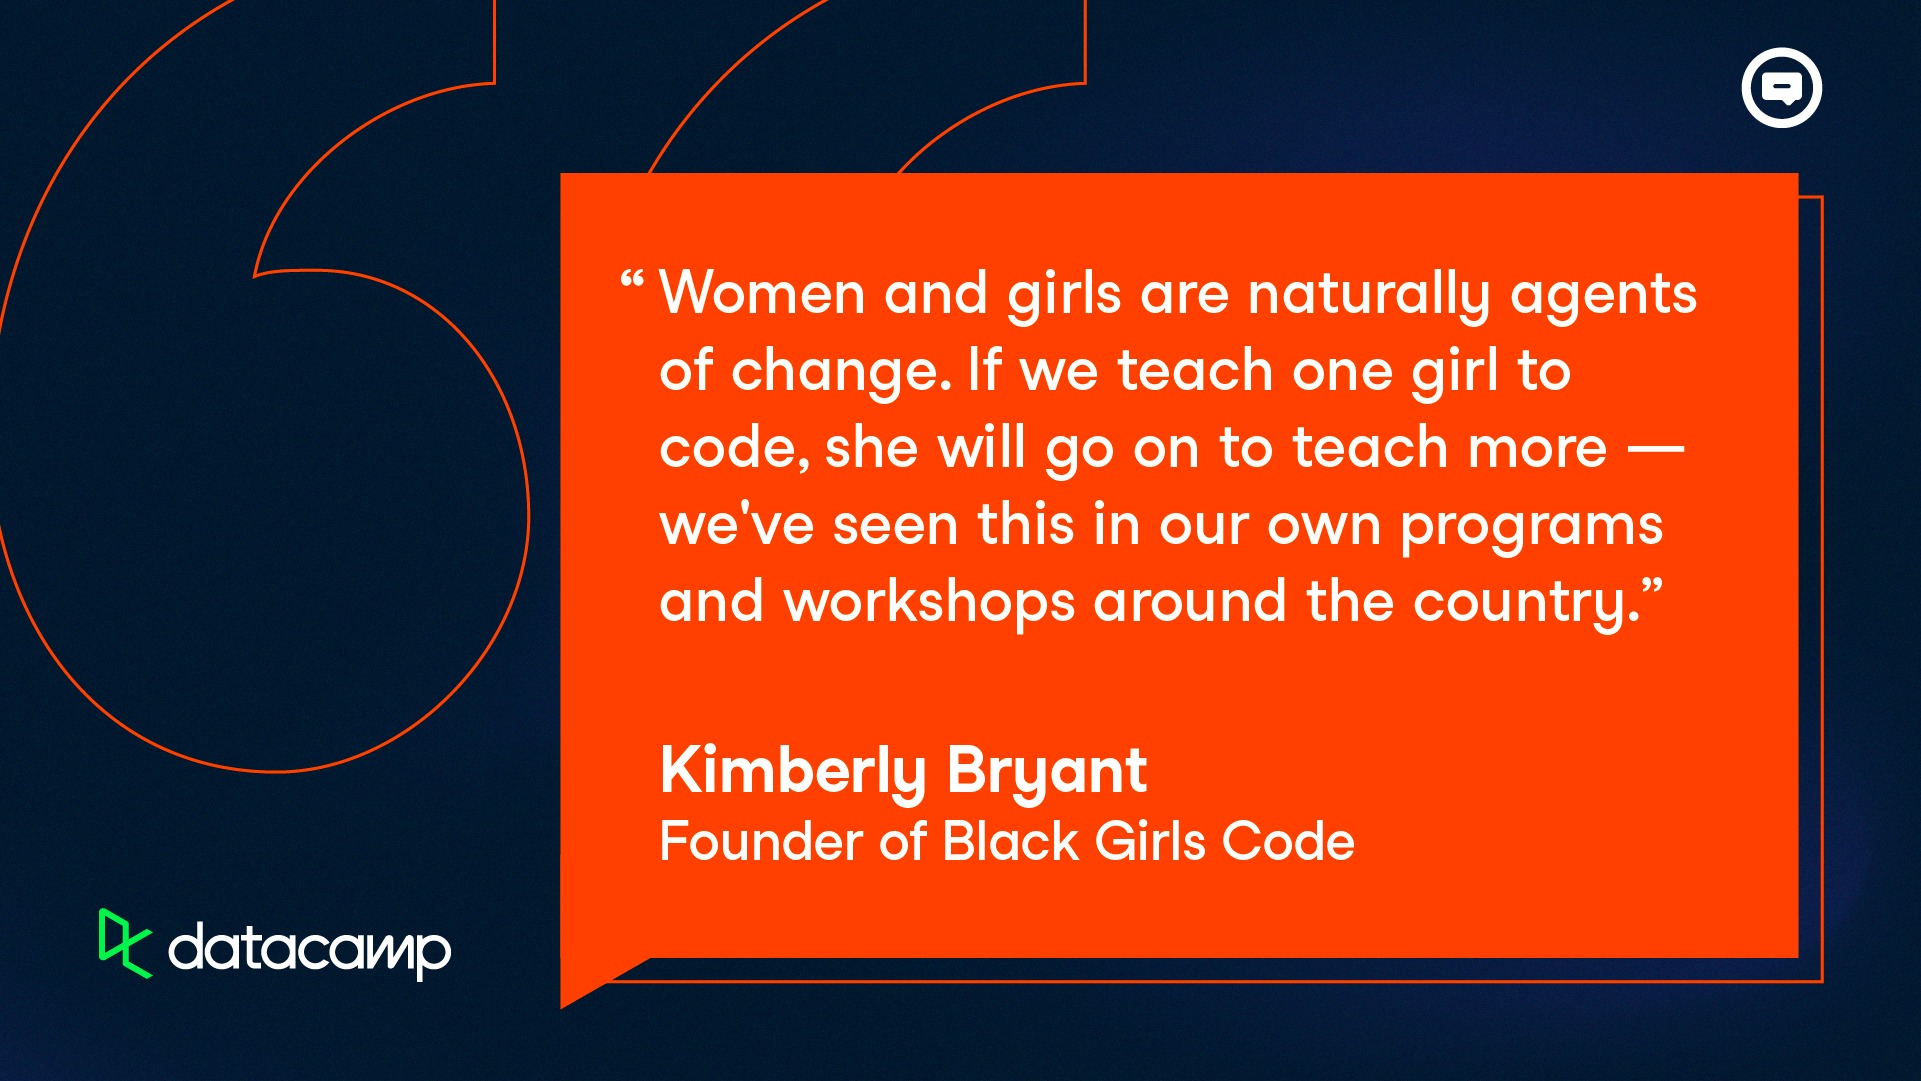 “Women and girls are naturally agents
of change. If we teach one girl to
code, she will go on to teach more —
we've seen this in our own programs
and workshops around the country.”
Kimberly Bryant
Founder of Black Girls Code
datacamp